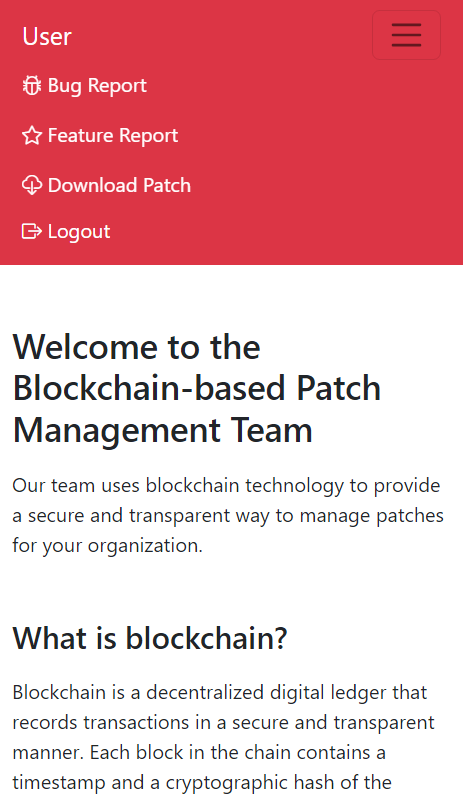 User
Bug Report
Feature Report
Download Patch
Logout
Welcome to the
Blockchain-based Patch
Management Team
Our team uses blockchain technology to provide
a secure and transparent way to manage patches
for your organization.
What is blockchain?
Blockchain is a decentralized digital ledger that
records transactions in a secure and transparent
manner. Each block in the chain contains a
timestamp and a cryptographic hash of the